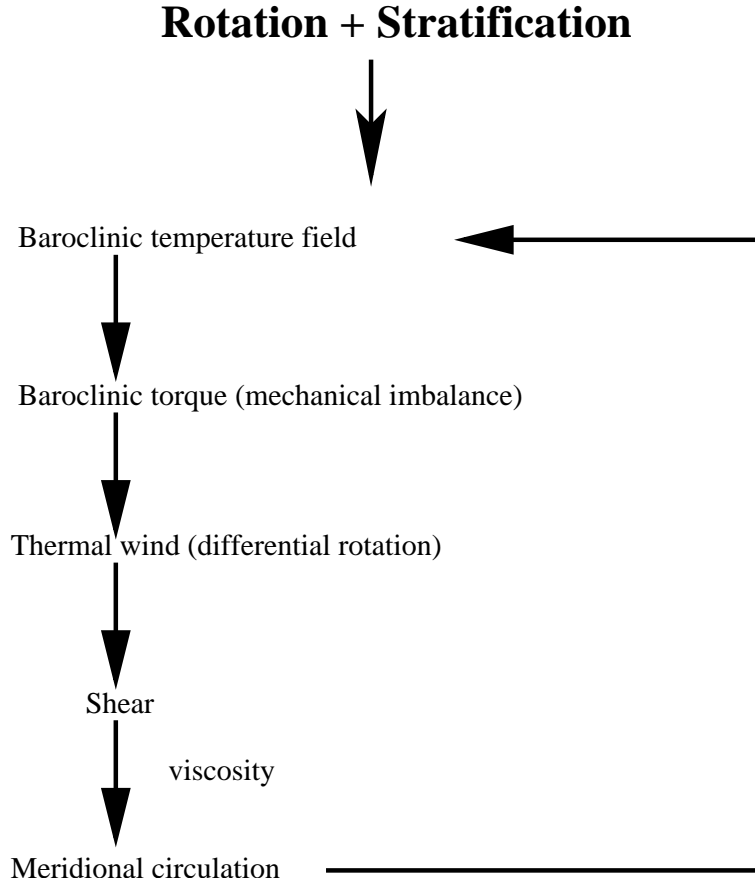 Rotation + Stratification
Baroclinic temperature field
Baroclinic torque (mechanical imbalance)
Thermal wind (differential rotation)
Shear
viscosity
Meridional circulation